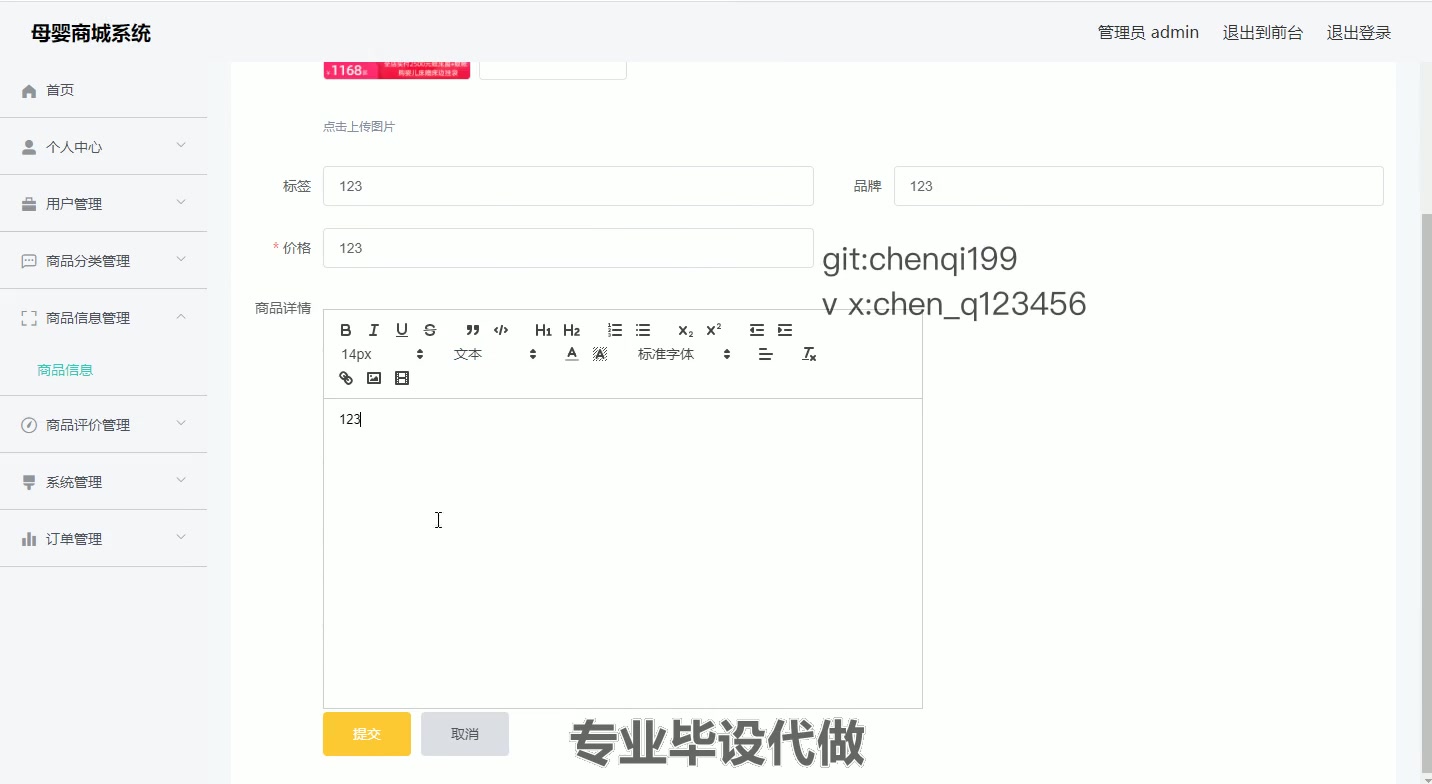 母婴商城系统
管理员 admin 退出到前台 退出登录
首页
个人中心
用户管理
商品分类管理
商品信息管理
商品信息
商品评价管理
系统管理
订单管理
¥1168
点击上传图片
标签 123 品牌 123
* 价格 123
git:chenqi199
v x:chen_q123456
商品详情
B I U S H1 H2 X₂ X²
14px 文本 A A 标准字体 Tx
123
提交 取消
专业毕设代做